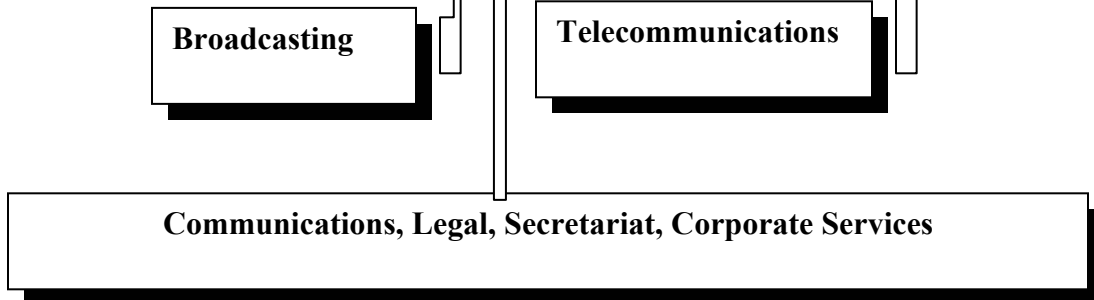 Broadcasting
Telecommunications
Communications, Legal, Secretariat, Corporate Services